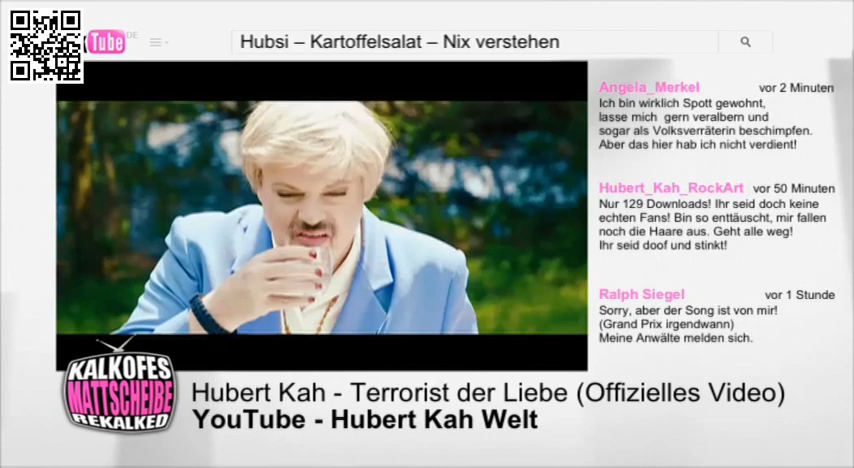 Tube DE
Hubsi – Kartoffelsalat – Nix verstehen
Angela_Merkel vor 2 Minuten
Ich bin wirklich Spott gewohnt,
lasse mich gern veralbern und
sogar als Volksverräterin beschimpfen.
Aber das hier hab ich nicht verdient!
Hubert_Kah_RockArt vor 50 Minuten
Nur 129 Downloads! Ihr seid doch keine
echten Fans! Bin so enttäuscht, mir fallen
noch die Haare aus. Geht alle weg!
Ihr seid doof und stinkt!
Ralph Siegel vor 1 Stunde
Sorry, aber der Song ist von mir!
(Grand Prix irgendwann)
Meine Anwälte melden sich.
KALKOFES
MATTSCHEIBE
REKALKED
Hubert Kah - Terrorist der Liebe (Offizielles Video)
YouTube - Hubert Kah Welt